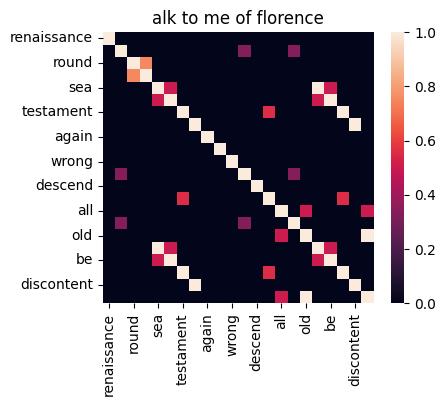 alk to me of florence
renaissance
round
sea
testament
again
wrong
descend
all
old
be
discontent
1.0
0.8
0.6
0.4
0.2
0.0
renaissance
round
sea
testament
again
wrong
descend
all
old
be
discontent